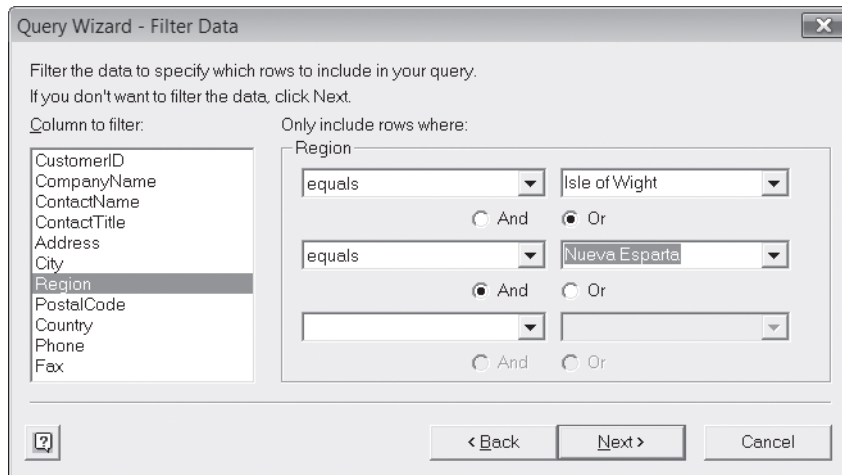 Query Wizard - Filter Data
Filter the data to specify which rows to include in your query.
If you don't want to filter the data, click Next.
Column to filter:
CustomerID
CompanyName
ContactName
ContactTitle
Address
City
Region
PostalCode
Country
Phone
Fax
Only include rows where:
Region
equals Isle of Wight
And Or
equals Nueva Esparta
And Or
And Or
< Back Next > Cancel